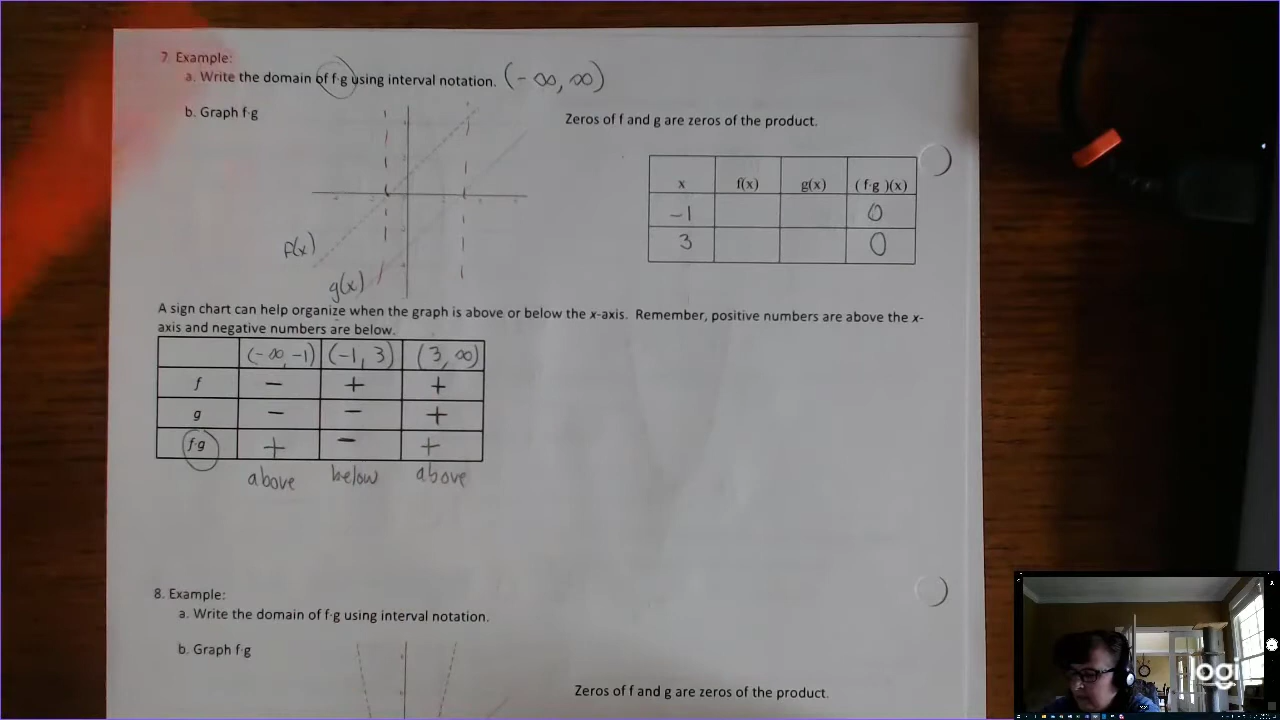 7. Example:
a. Write the domain of f·g using interval notation. (-∞, ∞)
b. Graph f·g
Zeros of f and g are zeros of the product.
x f(x) g(x) (f·g)(x)
-1 0
3 0
f(x)
g(x)
A sign chart can help organize when the graph is above or below the x-axis. Remember, positive numbers are above the x-
axis and negative numbers are below.
(-∞, -1) (-1, 3) (3, ∞)
f - + +
g - - +
f·g + - +
above below above
8. Example:
a. Write the domain of f·g using interval notation.
b. Graph f·g
Zeros of f and g are zeros of the product.
logi